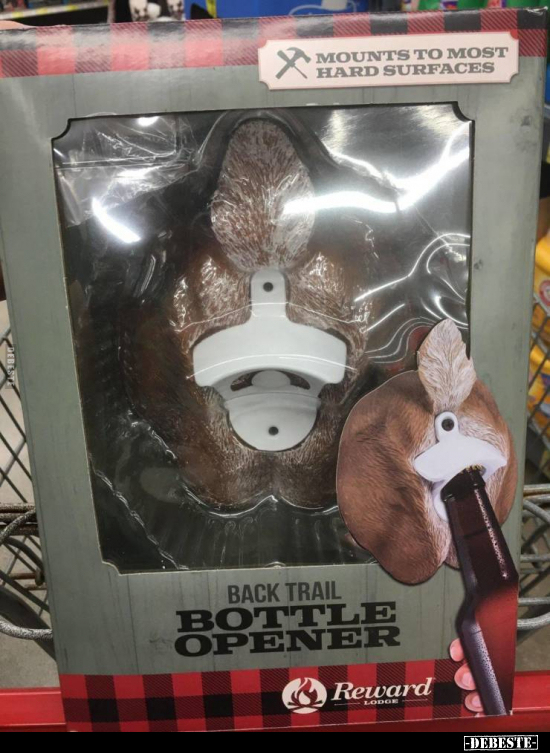 MOUNTS TO MOST
HARD SURFACES
BACK TRAIL
BOTTLE
OPENER
Reward
LODGE
-DEBESTE-